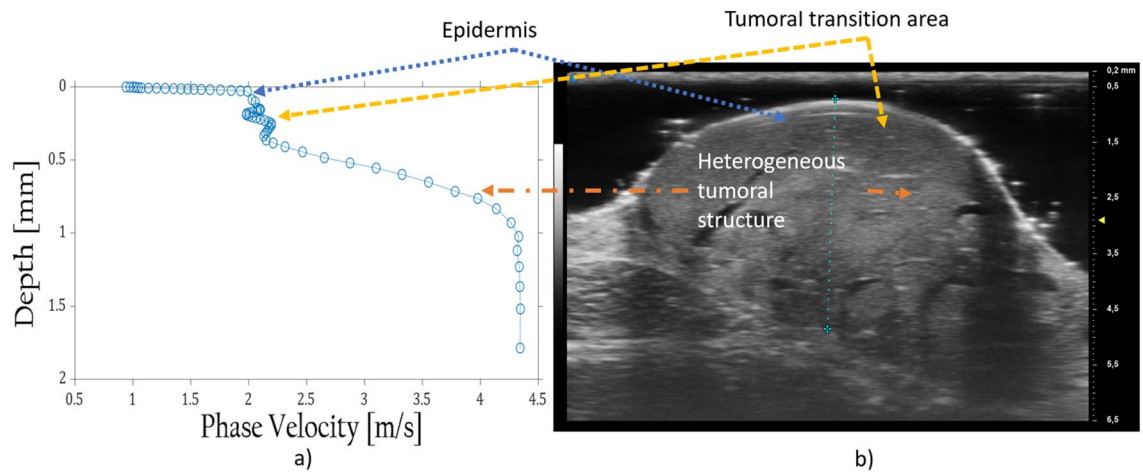 Epidermis
Tumoral transition area
0
0.5
1
1.5
2
Depth [mm]
0.5
1
1.5
2
2.5
3
3.5
4
4.5
Phase Velocity [m/s]
a)
Heterogeneous
tumoral
structure
0,2 mm
0,5
1,5
2,5
3,5
4,5
5,5
6,5
b)